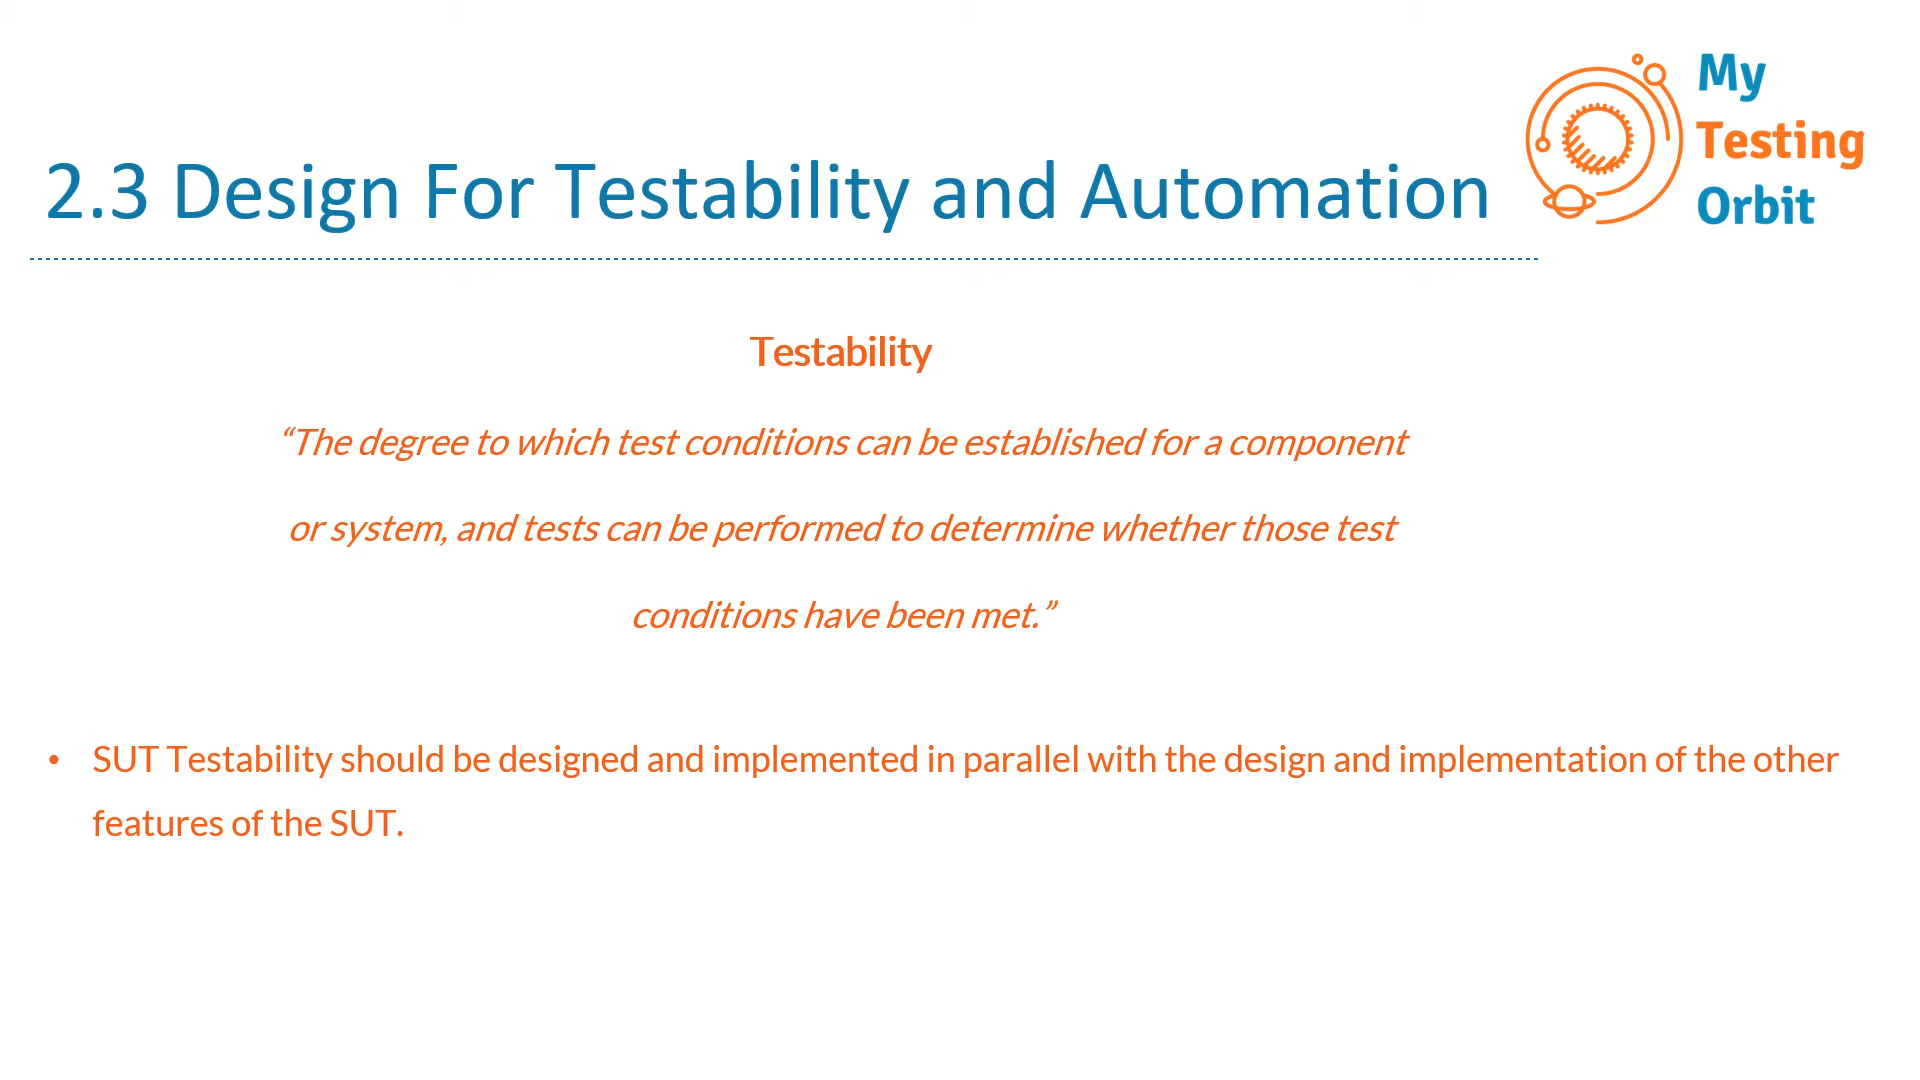 My
Testing
Orbit
2.3 Design For Testability and Automation
Testability
“The degree to which test conditions can be established for a component
or system, and tests can be performed to determine whether those test
conditions have been met.”
• SUT Testability should be designed and implemented in parallel with the design and implementation of the other
features of the SUT.